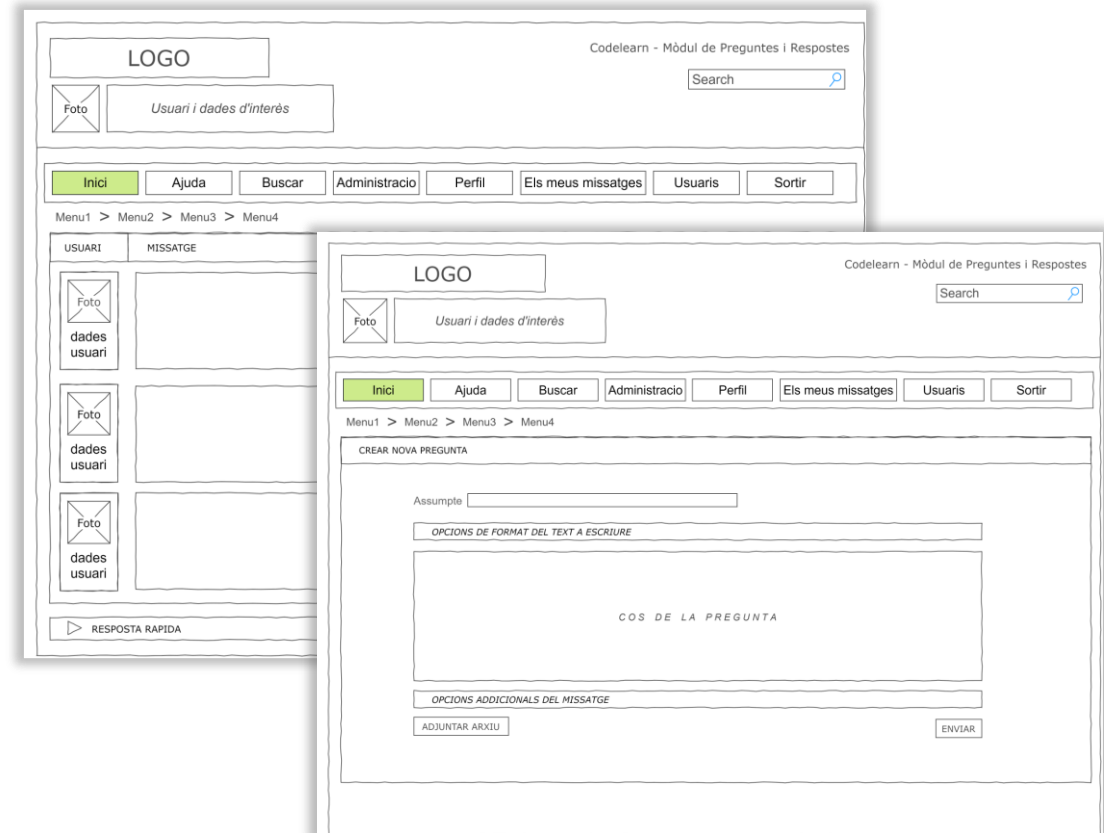 LOGO
Codelearn - Mòdul de Preguntes i Respostes
Search
Foto
Usuari i dades d'interès
Inici Ajuda Buscar Administracio Perfil Els meus missatges Usuaris Sortir
Menu1 > Menu2 > Menu3 > Menu4
USUARI MISSATGE
Foto
dades
usuari
Foto
dades
usuari
Foto
dades
usuari
RESPOSTA RAPIDA
LOGO
Codelearn - Mòdul de Preguntes i Respostes
Search
Foto
Usuari i dades d'interès
Inici Ajuda Buscar Administracio Perfil Els meus missatges Usuaris Sortir
Menu1 > Menu2 > Menu3 > Menu4
CREAR NOVA PREGUNTA
Assumpte
OPCIONS DE FORMAT DEL TEXT A ESCRIURE
COS DE LA PREGUNTA
OPCIONS ADDICIONALS DEL MISSATGE
ADJUNTAR ARXIU ENVIAR